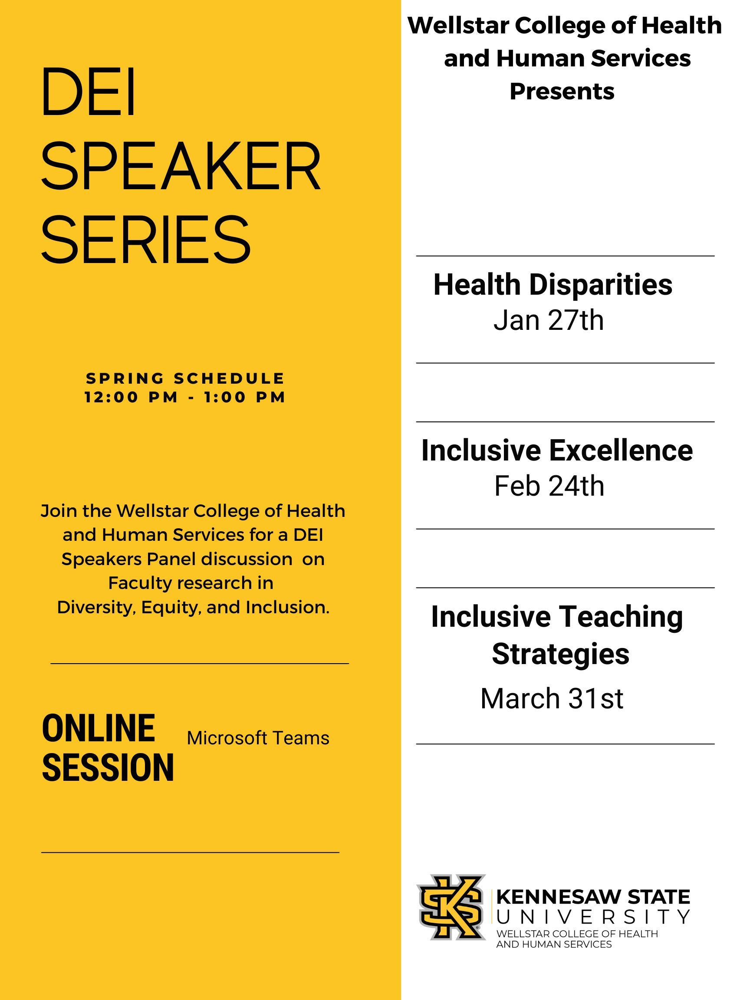 DEI
SPEAKER
SERIES
SPRING SCHEDULE
12:00 PM - 1:00 PM
Join the Wellstar College of Health
and Human Services for a DEI
Speakers Panel discussion  on
Faculty research in
Diversity, Equity, and Inclusion.
ONLINE
SESSION
Microsoft Teams
Wellstar College of Health
and Human Services
Presents
Health Disparities
Jan 27th
Inclusive Excellence
Feb 24th
Inclusive Teaching
Strategies
March 31st
KS
®
KENNESAW STATE
UNIVERSITY
WELLSTAR COLLEGE OF HEALTH
AND HUMAN SERVICES